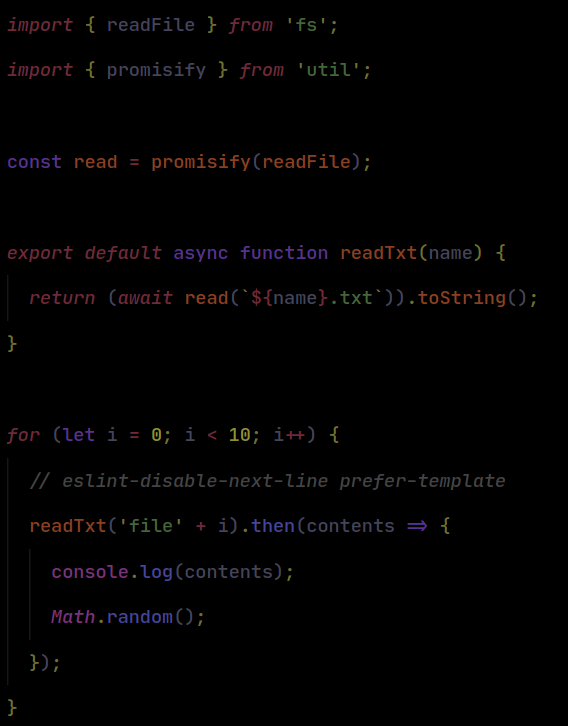 import { readFile } from 'fs';
import { promisify } from 'util';
const read = promisify(readFile);
export default async function readTxt(name) {
return (await read(`${name}.txt`)).toString();
}
for (let i = 0; i < 10; i++) {
// eslint-disable-next-line prefer-template
readTxt('file' + i).then(contents => {
console.log(contents);
Math.random();
});
}